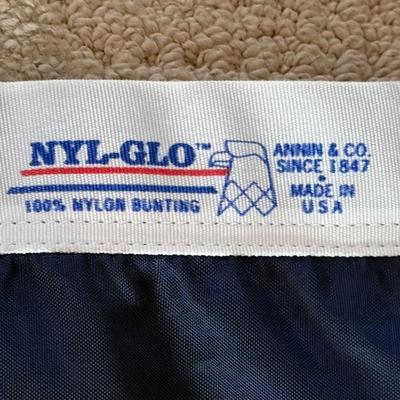 NYL-GLO™
100% NYLON BUNTING
ANNIN & CO.
SINCE 1847
•
MADE IN
USA